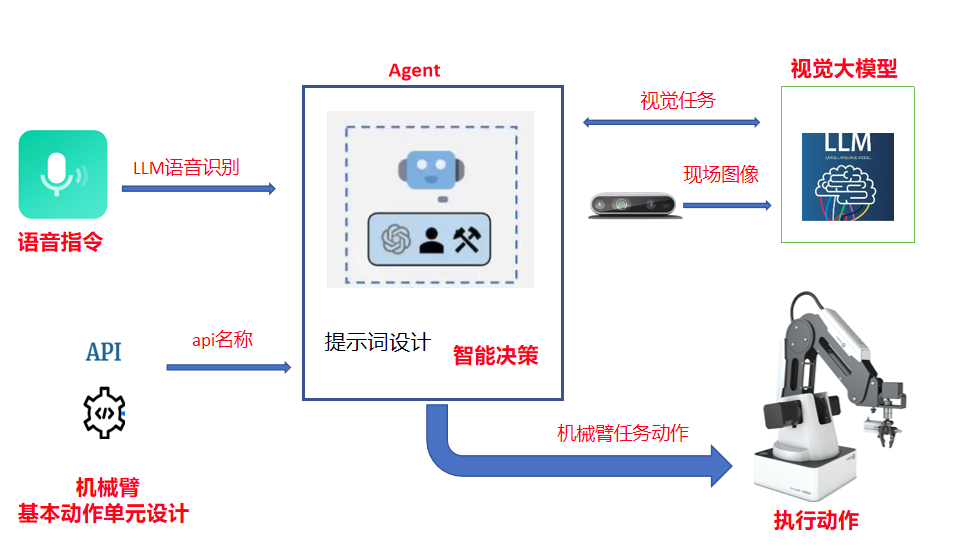 Agent
视觉大模型
视觉任务
LLM
LLM语音识别
现场图像
语音指令
api名称
提示词设计
智能决策
API
机械臂任务动作
机械臂
基本动作单元设计
执行动作